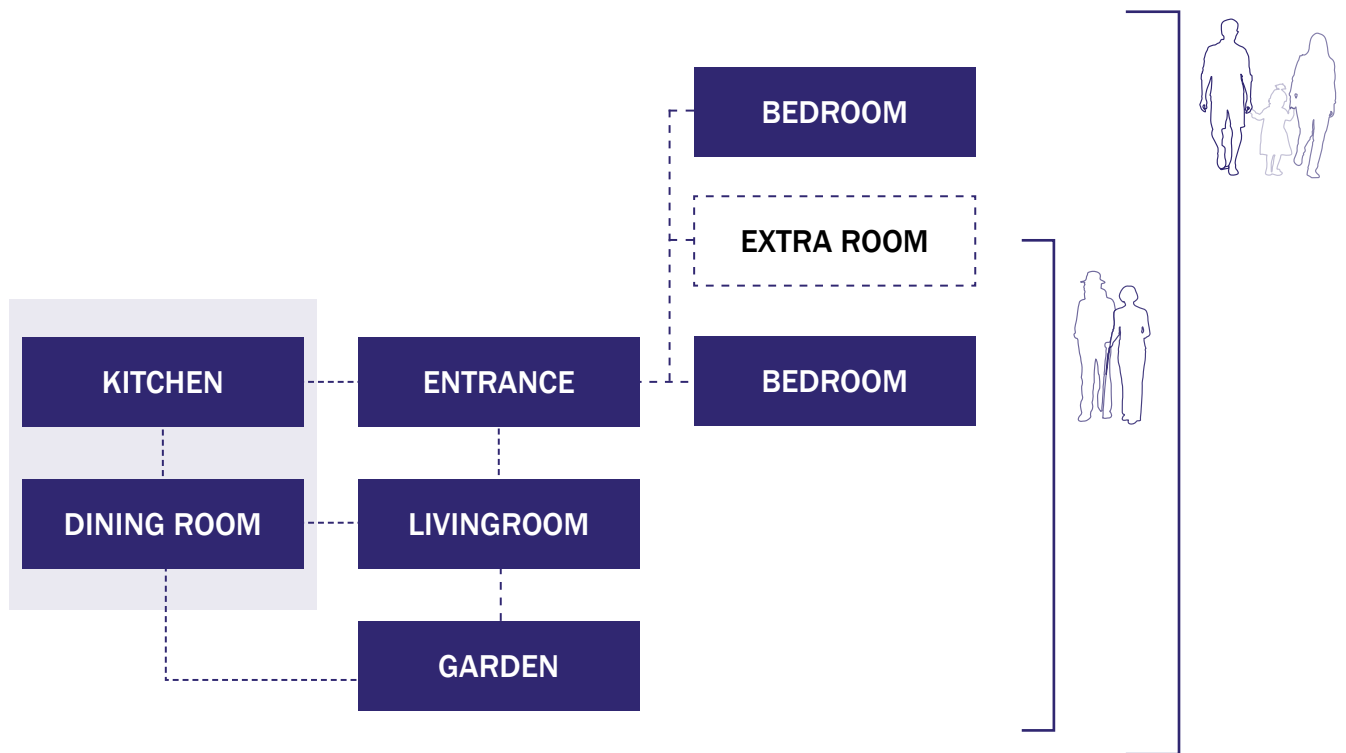 BEDROOM
EXTRA ROOM
KITCHEN
ENTRANCE
BEDROOM
DINING ROOM
LIVINGROOM
GARDEN